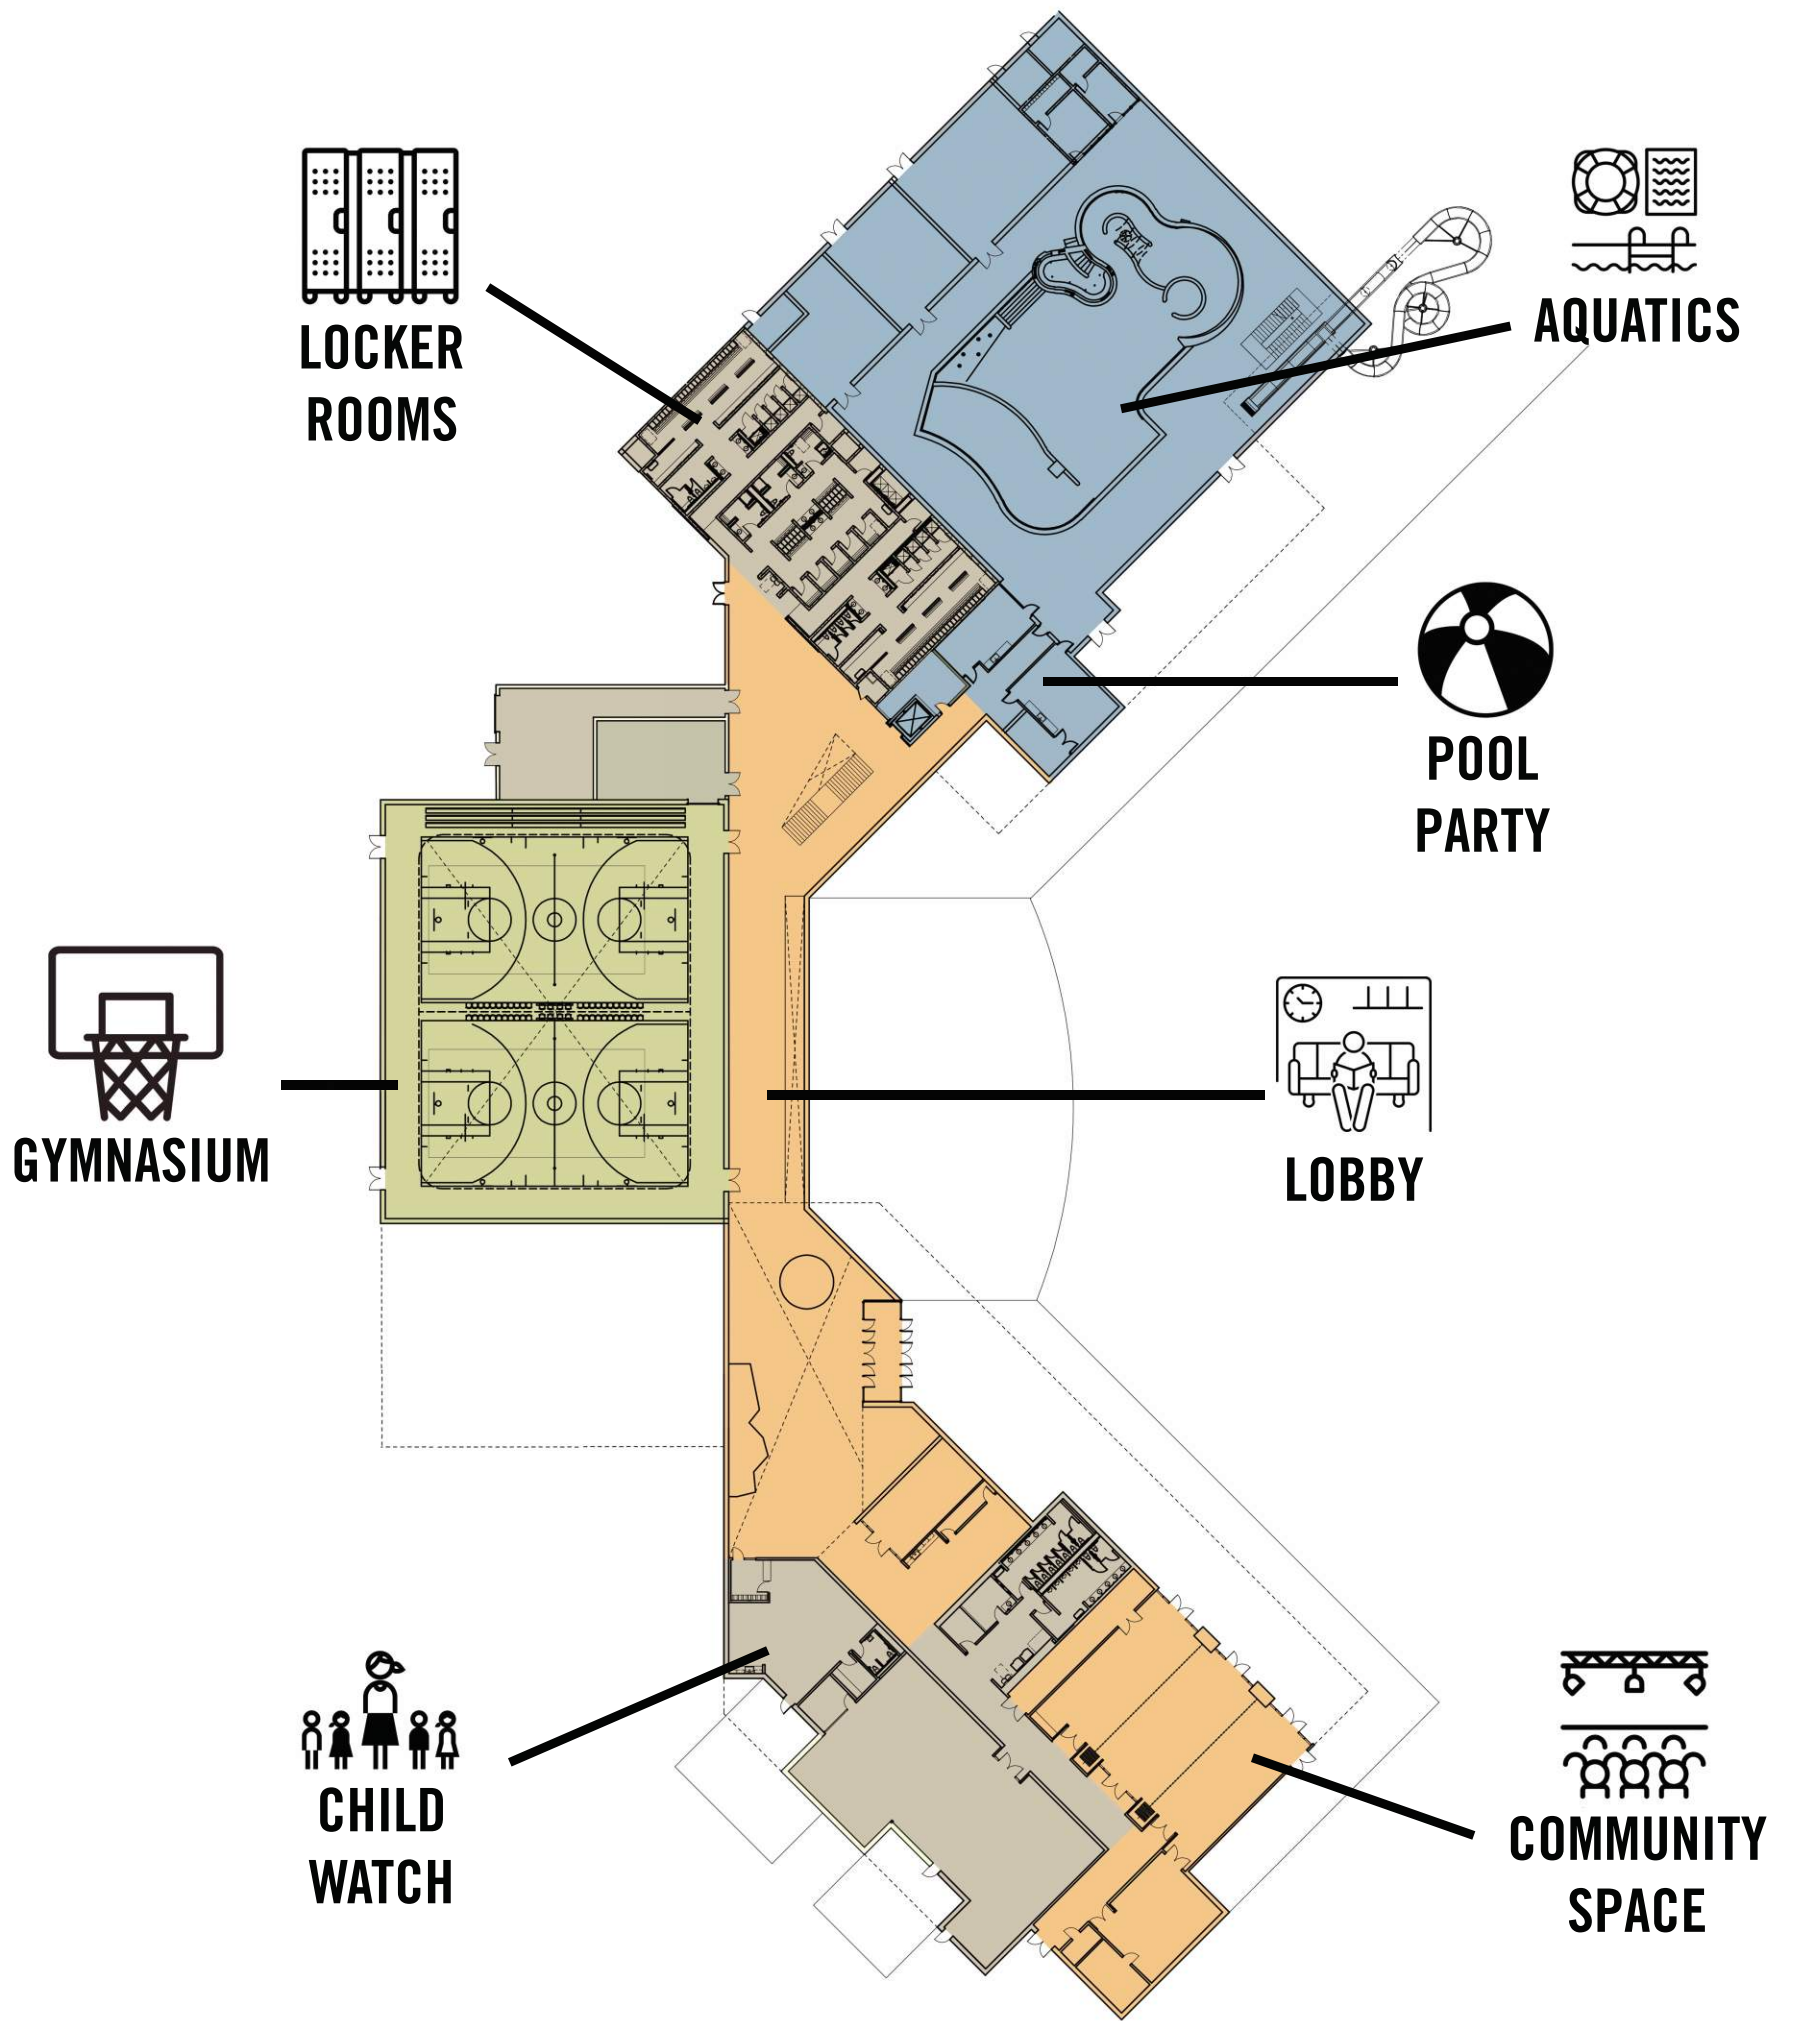 LOCKER
ROOMS
AQUATICS
POOL
PARTY
GYMNASIUM
LOBBY
CHILD
WATCH
COMMUNITY
SPACE